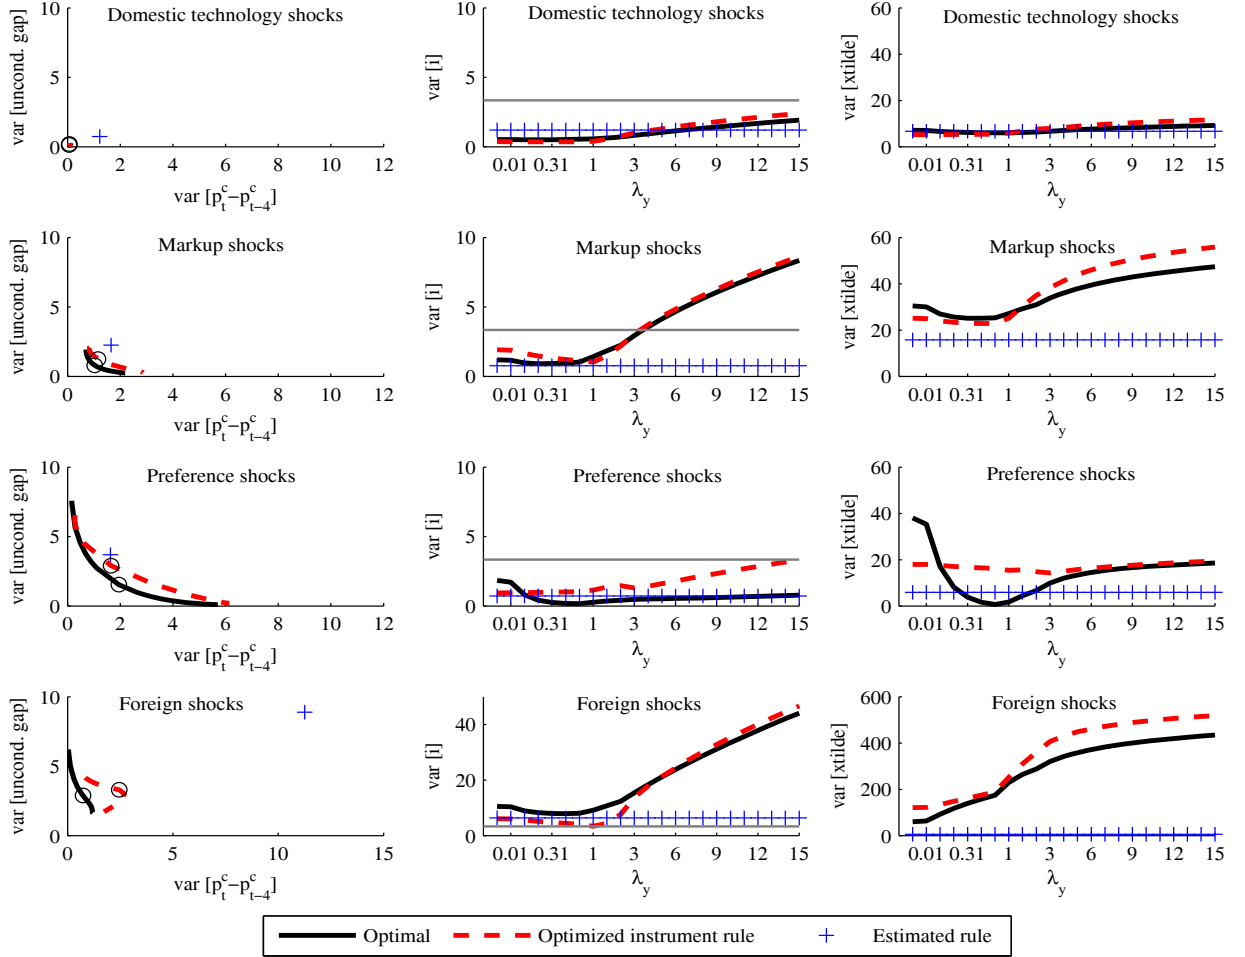 Domestic technology shocks
var [uncond. gap]
10
5
0
0 2 4 6 8 10 12
var [p^c_t−p^c_{t−4}]
Domestic technology shocks
var [i]
10
5
0
0.01 0.31 1 3 6 9 12 15
λ_y
Domestic technology shocks
var [xtilde]
60
40
20
0
0.01 0.31 1 3 6 9 12 15
λ_y
Markup shocks
var [uncond. gap]
10
5
0
0 2 4 6 8 10 12
var [p^c_t−p^c_{t−4}]
Markup shocks
var [i]
10
5
0
0.01 0.31 1 3 6 9 12 15
λ_y
Markup shocks
var [xtilde]
60
40
20
0
0.01 0.31 1 3 6 9 12 15
λ_y
Preference shocks
var [uncond. gap]
10
5
0
0 2 4 6 8 10 12
var [p^c_t−p^c_{t−4}]
Preference shocks
var [i]
10
5
0
0.01 0.31 1 3 6 9 12 15
λ_y
Preference shocks
var [xtilde]
60
40
20
0
0.01 0.31 1 3 6 9 12 15
λ_y
Foreign shocks
var [uncond. gap]
10
5
0
0 5 10 15
var [p^c_t−p^c_{t−4}]
Foreign shocks
var [i]
40
20
0
0.01 0.31 1 3 6 9 12 15
λ_y
Foreign shocks
var [xtilde]
600
400
200
0
0.01 0.31 1 3 6 9 12 15
λ_y
Optimal Optimized instrument rule Estimated rule